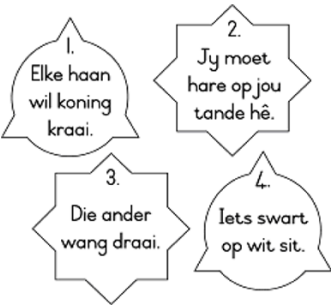 1.
Elke haan
wil koning
kraai.
2.
Jy moet
hare op jou
tande hê.
3.
Die ander
wang draai.
4.
Iets swart
op wit sit.